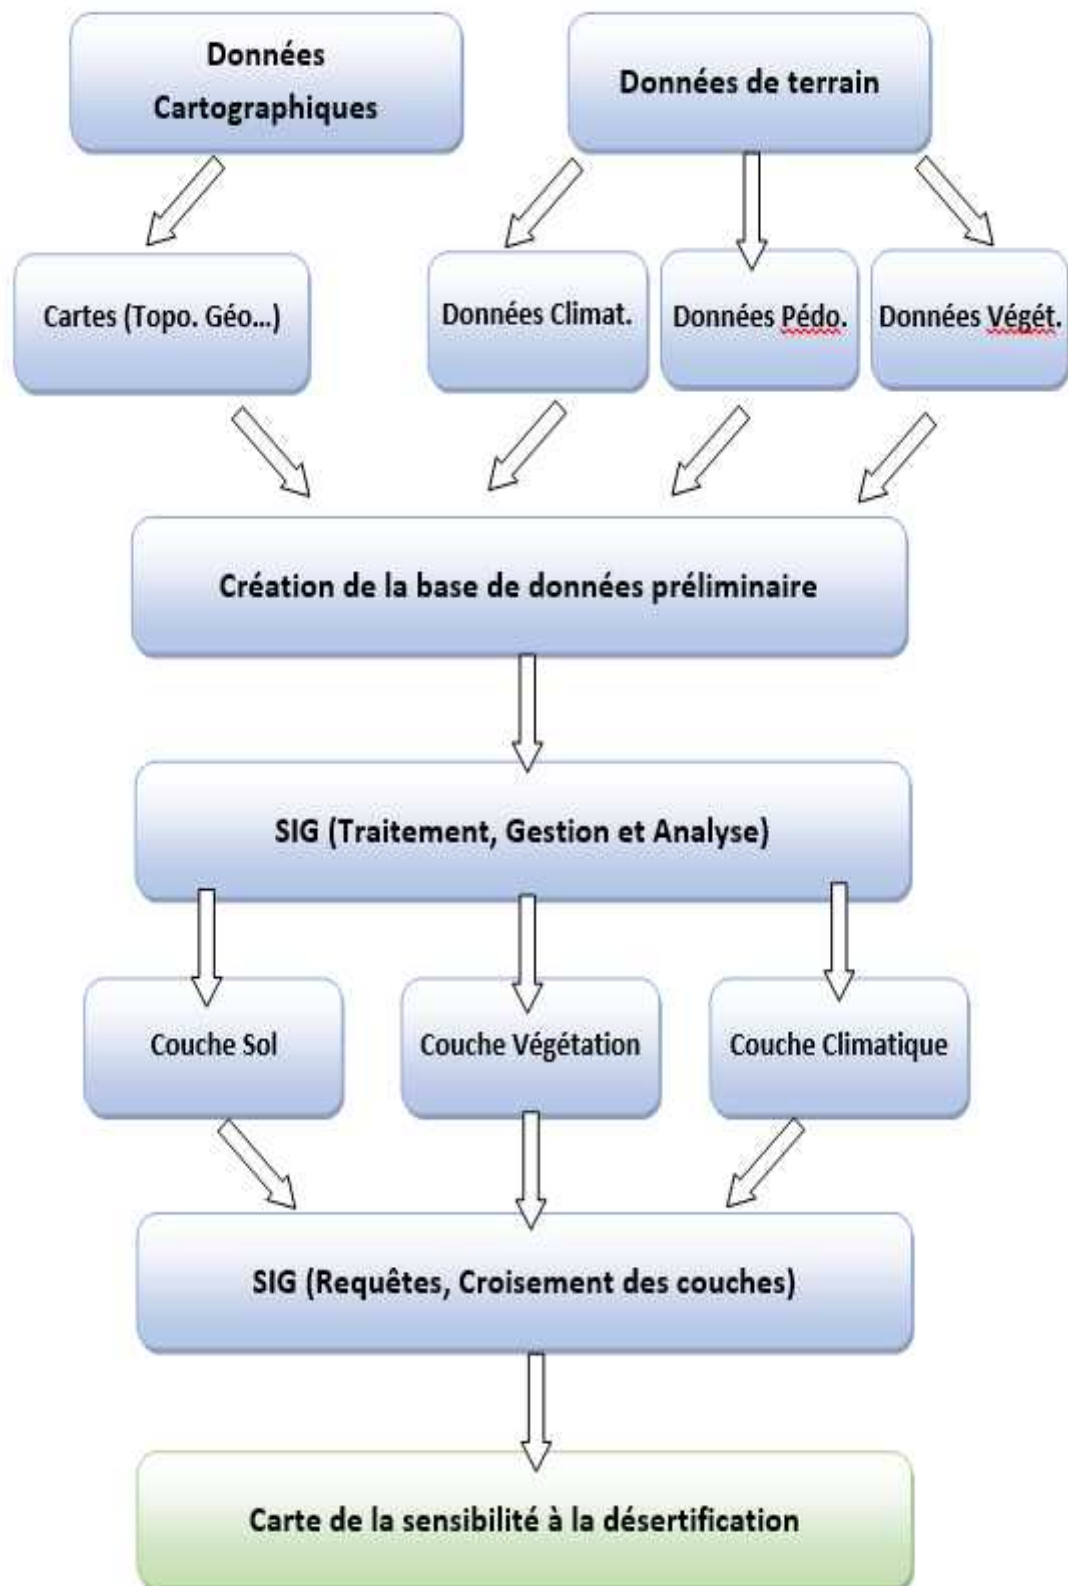 Données
Cartographiques
Données de terrain
Cartes (Topo. Géo...)
Données Climat.
Données Pédo.
Données Végét.
Création de la base de données préliminaire
SIG (Traitement, Gestion et Analyse)
Couche Sol
Couche Végétation
Couche Climatique
SIG (Requêtes, Croisement des couches)
Carte de la sensibilité à la désertification